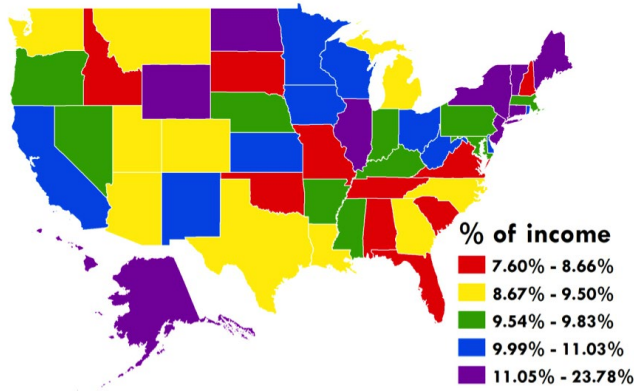 % of income
7.60% - 8.66%
8.67% - 9.50%
9.54% - 9.83%
9.99% - 11.03%
11.05% - 23.78%